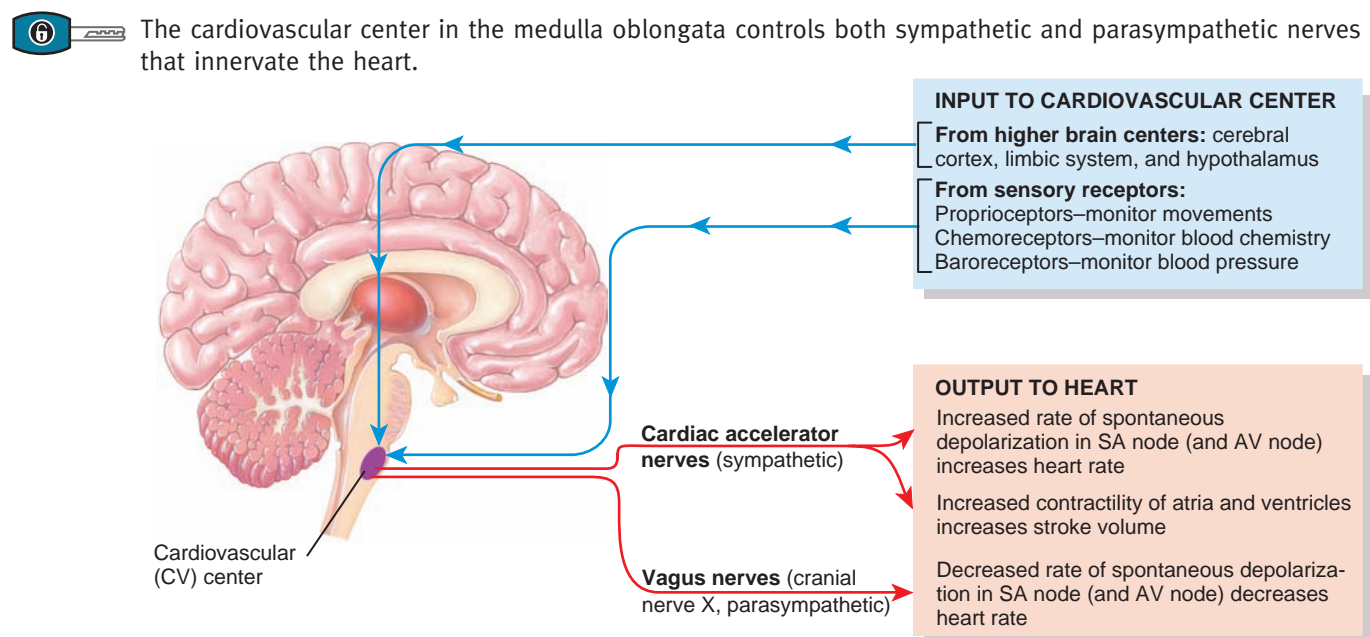 The cardiovascular center in the medulla oblongata controls both sympathetic and parasympathetic nerves
that innervate the heart.
INPUT TO CARDIOVASCULAR CENTER
From higher brain centers: cerebral
cortex, limbic system, and hypothalamus
From sensory receptors:
Proprioceptors–monitor movements
Chemoreceptors–monitor blood chemistry
Baroreceptors–monitor blood pressure
OUTPUT TO HEART
Increased rate of spontaneous
depolarization in SA node (and AV node)
increases heart rate
Increased contractility of atria and ventricles
increases stroke volume
Decreased rate of spontaneous depolariza-
tion in SA node (and AV node) decreases
heart rate
Cardiac accelerator
nerves (sympathetic)
Vagus nerves (cranial
nerve X, parasympathetic)
Cardiovascular
(CV) center